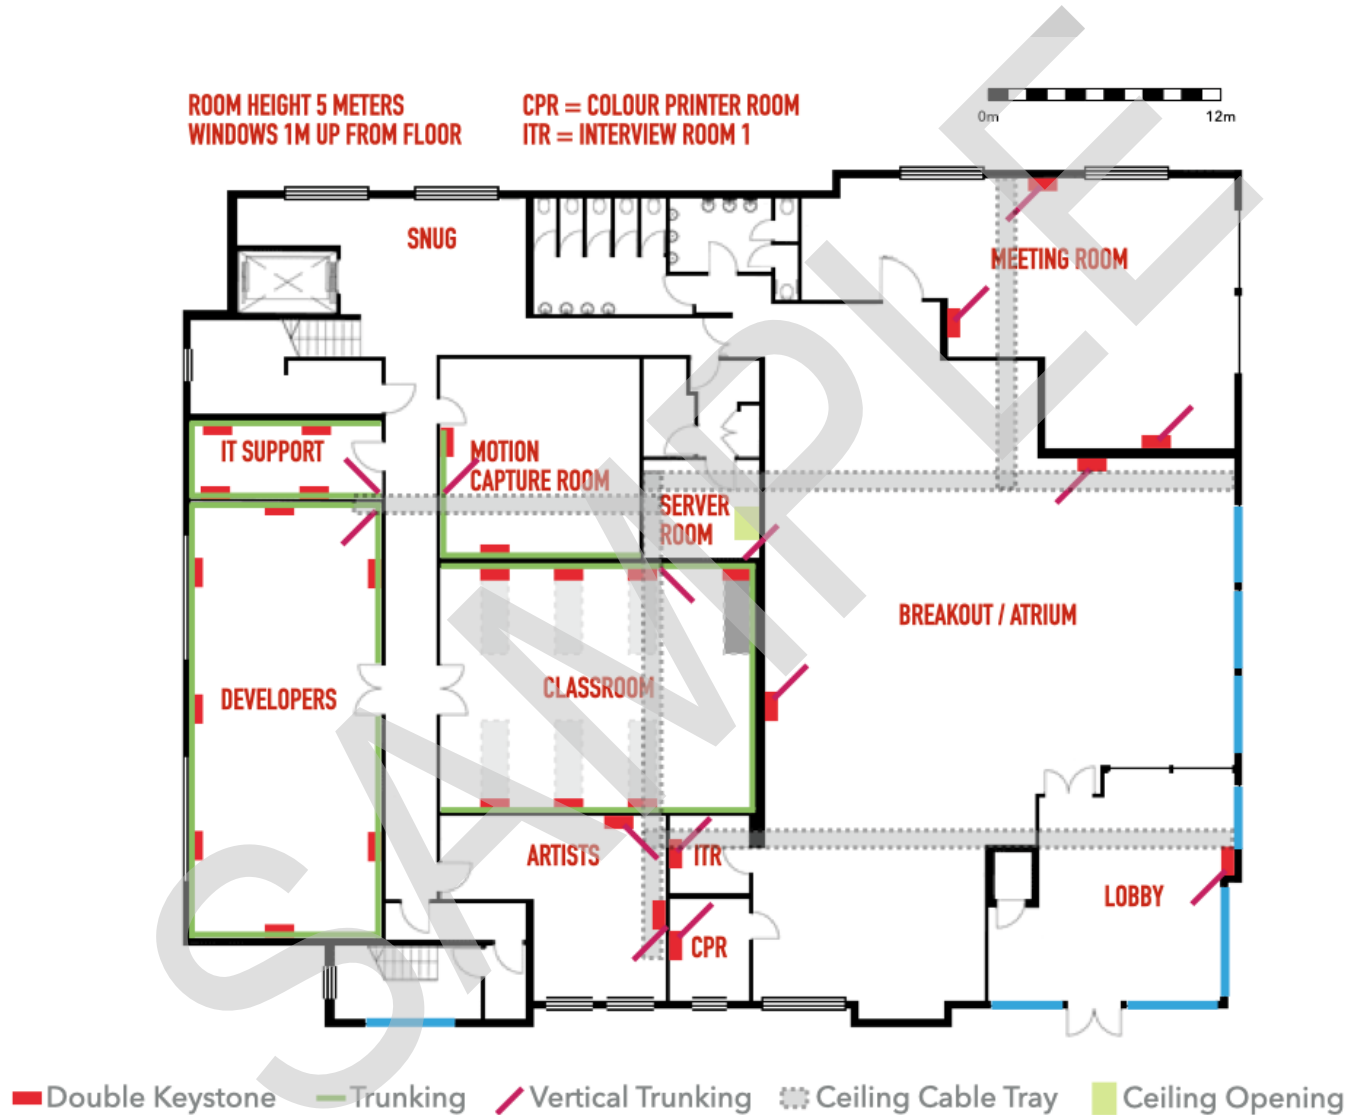 ROOM HEIGHT 5 METERS
WINDOWS 1M UP FROM FLOOR
CPR = COLOUR PRINTER ROOM
ITR = INTERVIEW ROOM 1
0m
12m
SNUG
MEETING ROOM
IT SUPPORT
MOTION
CAPTURE ROOM
SERVER
ROOM
BREAKOUT / ATRIUM
DEVELOPERS
CLASSROOM
ARTISTS
ITR
LOBBY
CPR
SAMPLE
Double Keystone
Trunking
Vertical Trunking
Ceiling Cable Tray
Ceiling Opening